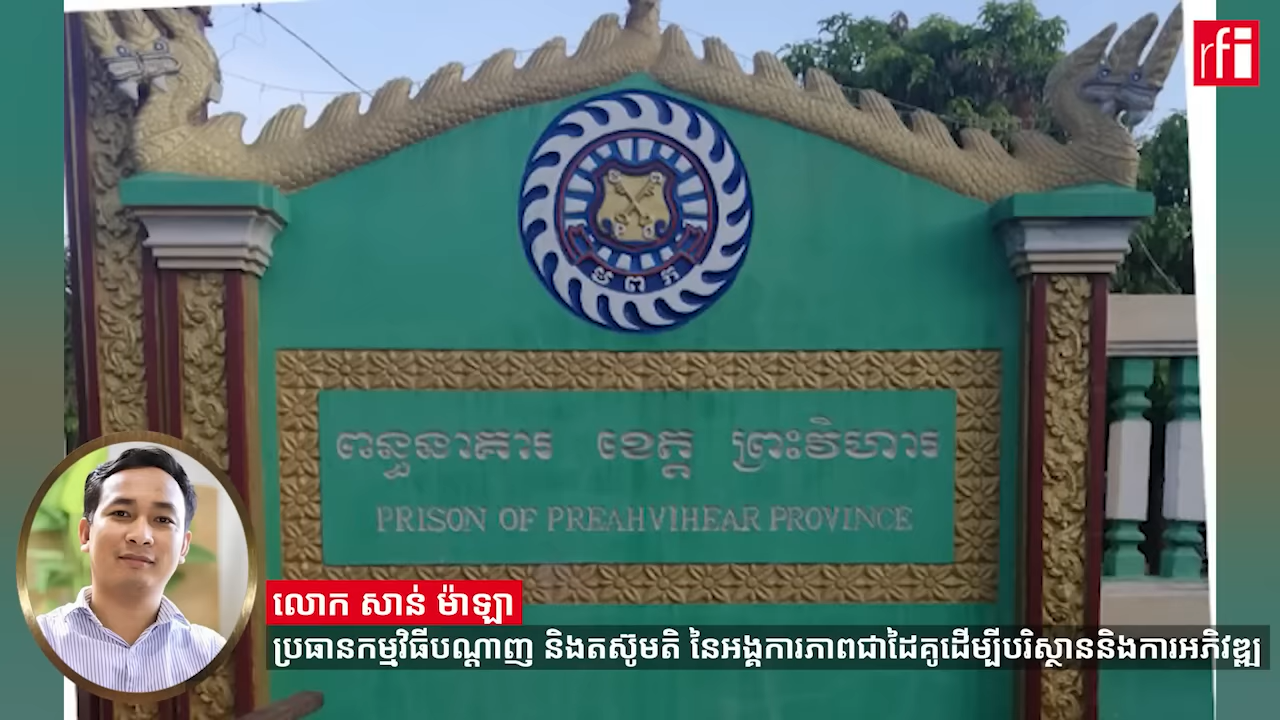 rfi
មពត
ពន្ធនាគារ ខេត្ត ព្រះវិហារ
PRISON OF PREAHVIHEAR PROVINCE
លោក សាន់ ម៉ាឡា
ប្រធានកម្មវិធីបណ្ដាញ និងតស៊ូមតិ នៃអង្គការភាពជាដៃគូដើម្បីបរិស្ថាននិងការអភិវឌ្ឍ